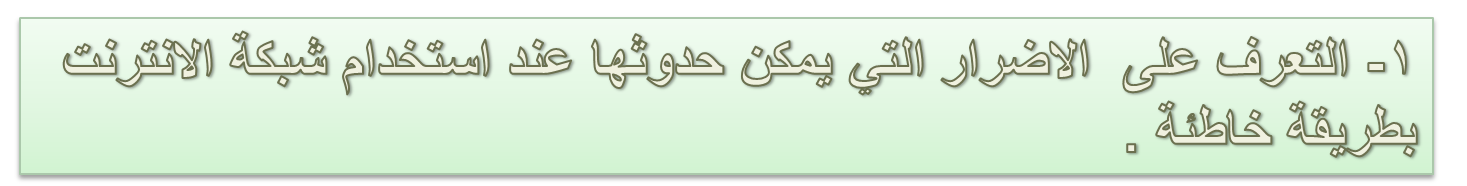 ١- التعرف على الاضرار التي يمكن حدوثها عند استخدام شبكة الانترنت
بطريقة خاطئة .